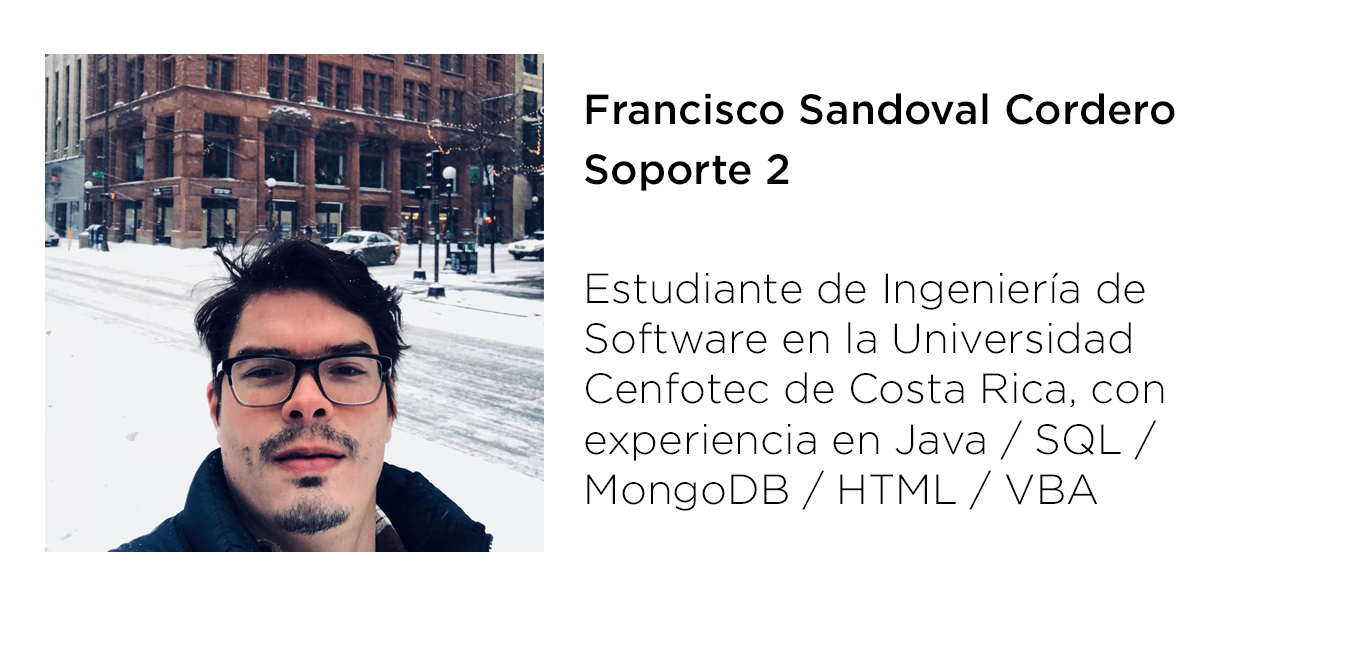 Francisco Sandoval Cordero
Soporte 2
Estudiante de Ingeniería de
Software en la Universidad
Cenfotec de Costa Rica, con
experiencia en Java / SQL /
MongoDB / HTML / VBA